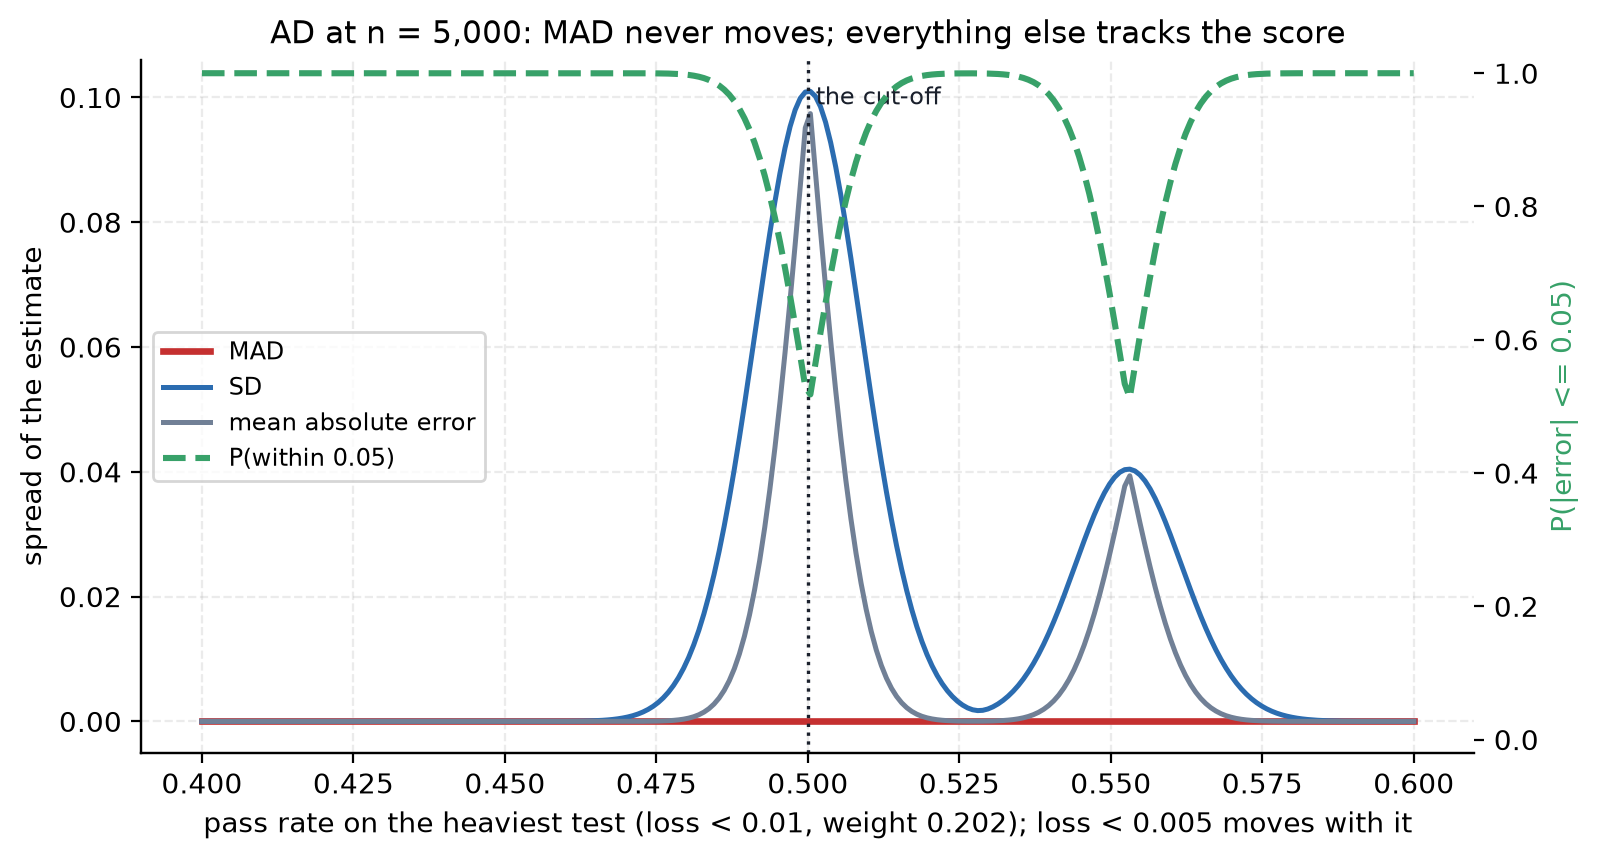 AD at n = 5,000: MAD never moves; everything else tracks the score
the cut-off
spread of the estimate
0.10
0.08
0.06
0.04
0.02
0.00
MAD
SD
mean absolute error
P(within 0.05)
1.0
0.8
0.6
0.4
0.2
0.0
P(|error| <= 0.05)
0.400 0.425 0.450 0.475 0.500 0.525 0.550 0.575 0.600
pass rate on the heaviest test (loss < 0.01, weight 0.202); loss < 0.005 moves with it